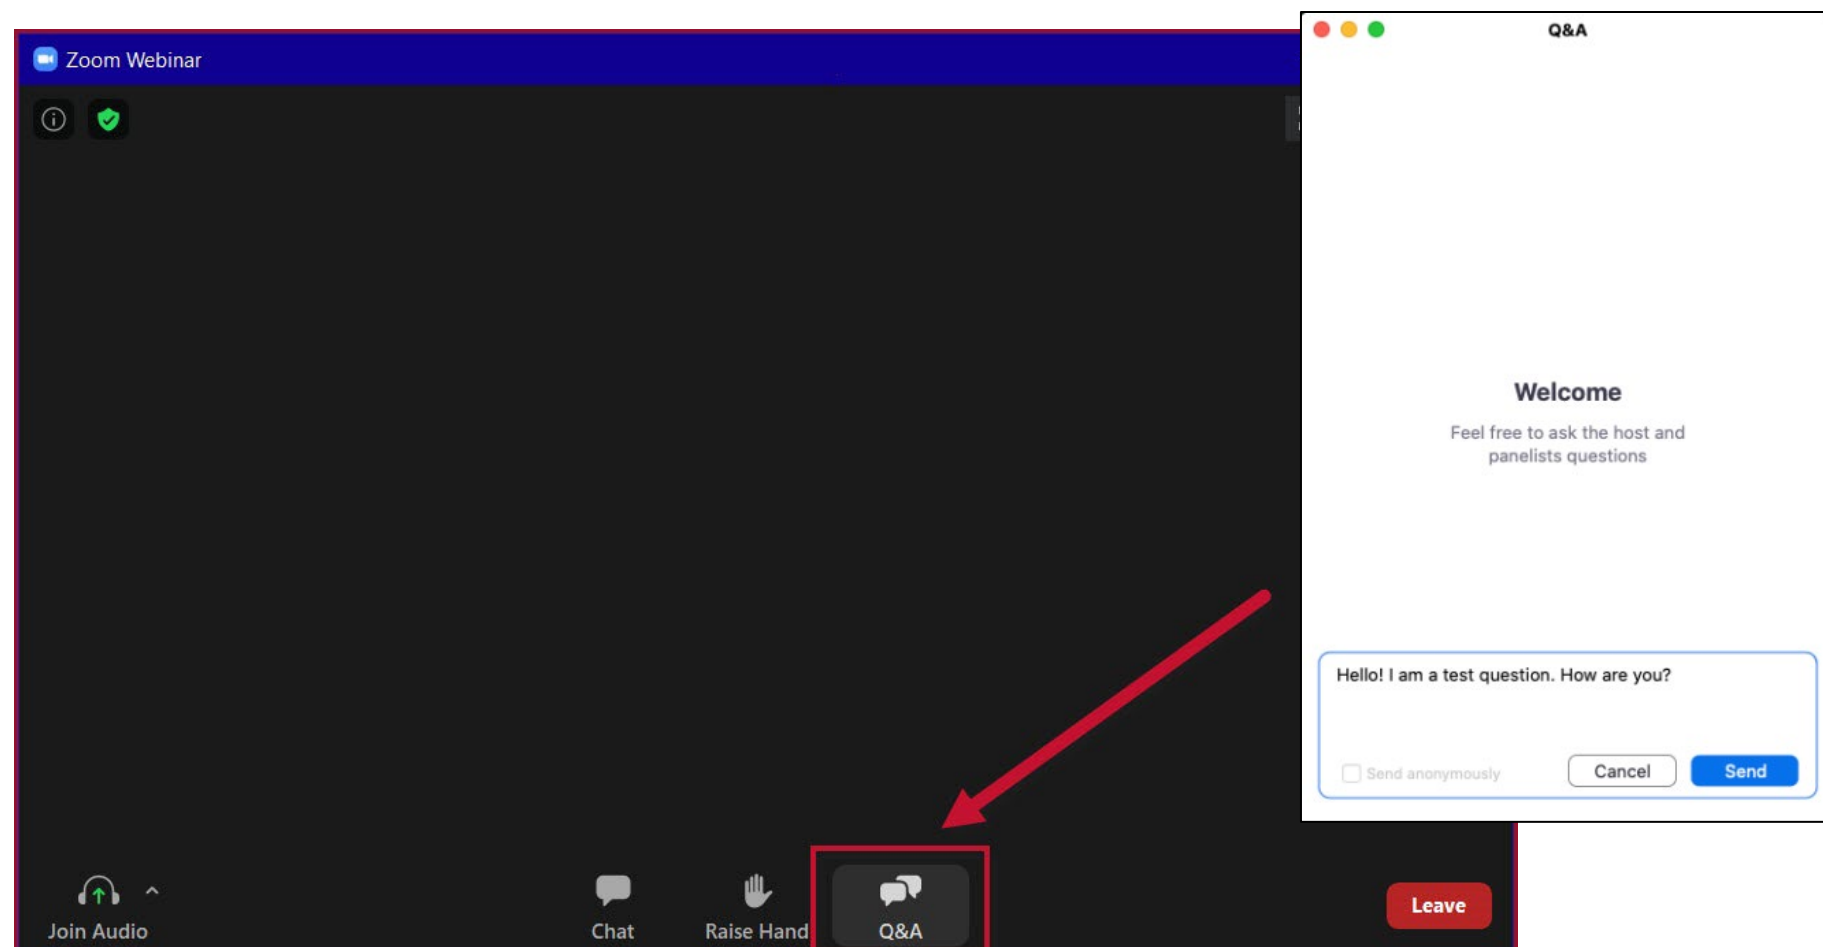 Zoom Webinar
Q&A
Welcome
Feel free to ask the host and
panelists questions
Hello! I am a test question. How are you?
Send anonymously
Cancel
Send
Join Audio
Chat
Raise Hand
Q&A
Leave